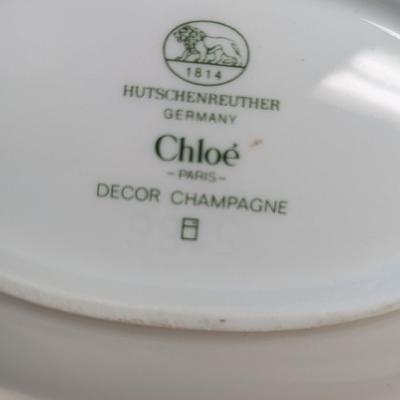 1814
HUTSCHENREUTHER
GERMANY
Chloé
-PARIS-
DECOR CHAMPAGNE